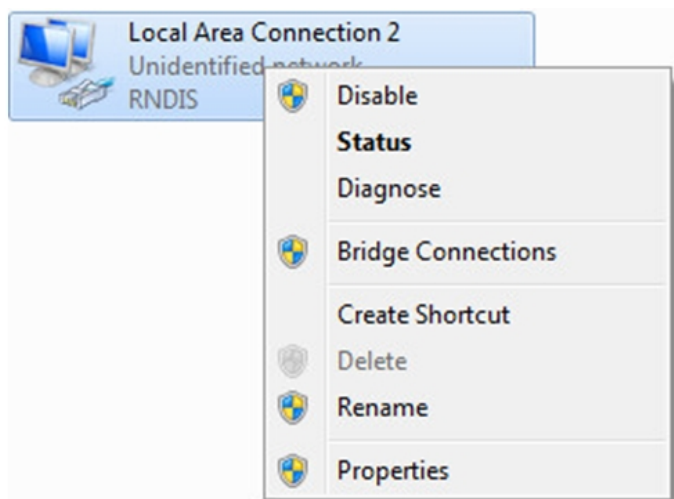 Local Area Connection 2
Unidentified network
RNDIS
Disable
Status
Diagnose
Bridge Connections
Create Shortcut
Delete
Rename
Properties